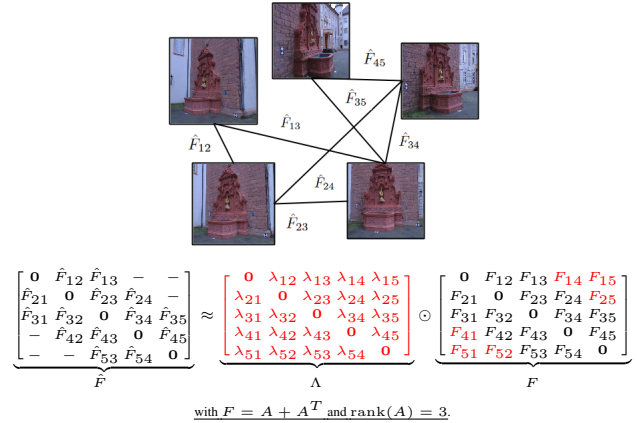 F̂₄₅
F̂₃₅
F̂₁₃
F̂₁₂
F̂₃₄
F̂₂₄
F̂₂₃
[0 F̂₁₂ F̂₁₃ − −] [0 λ₁₂ λ₁₃ λ₁₄ λ₁₅] [0 F₁₂ F₁₃ F₁₄ F₁₅]
[F̂₂₁ 0 F̂₂₃ F̂₂₄ −] [λ₂₁ 0 λ₂₃ λ₂₄ λ₂₅] [F₂₁ 0 F₂₃ F₂₄ F₂₅]
[F̂₃₁ F̂₃₂ 0 F̂₃₄ F̂₃₅] ≈ [λ₃₁ λ₃₂ 0 λ₃₄ λ₃₅] ⊙ [F₃₁ F₃₂ 0 F₃₄ F₃₅]
[− F̂₄₂ F̂₄₃ 0 F̂₄₅] [λ₄₁ λ₄₂ λ₄₃ 0 λ₄₅] [F₄₁ F₄₂ F₄₃ 0 F₄₅]
[− − F̂₅₃ F̂₅₄ 0] [λ₅₁ λ₅₂ λ₅₃ λ₅₄ 0] [F₅₁ F₅₂ F₅₃ F₅₄ 0]
F̂ Λ F
with F = A + Aᵀ and rank(A) = 3.